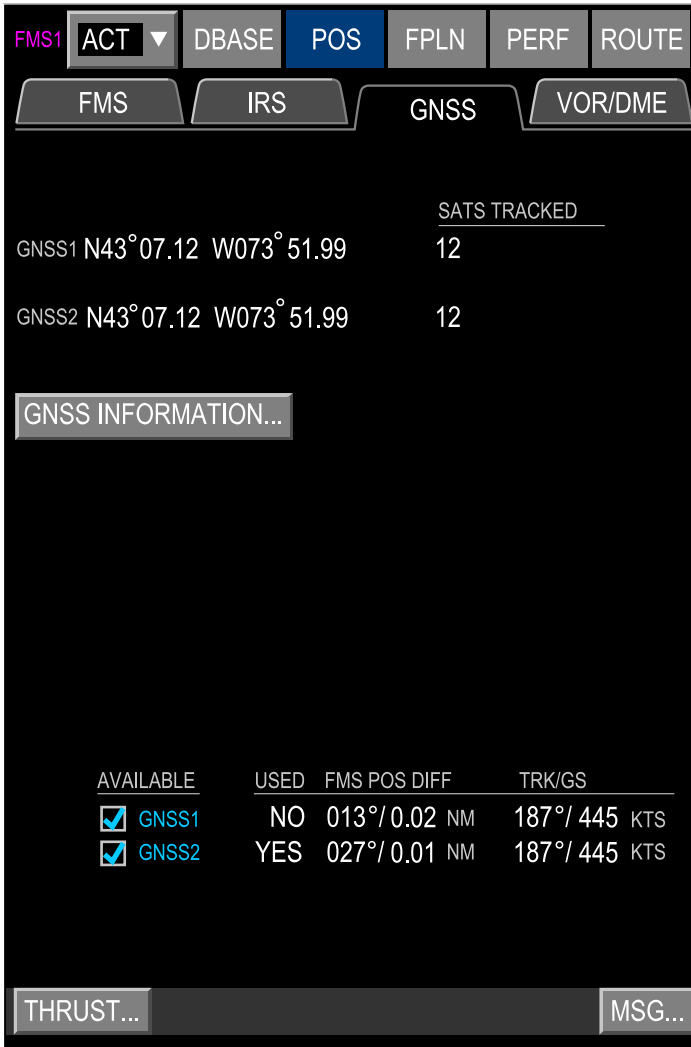 FMS1 ACT ▼ DBASE POS FPLN PERF ROUTE
FMS IRS GNSS VOR/DME
SATS TRACKED
GNSS1 N43°07.12 W073°51.99 12
GNSS2 N43°07.12 W073°51.99 12
GNSS INFORMATION...
AVAILABLE USED FMS POS DIFF TRK/GS
GNSS1 NO 013°/0.02 NM 187°/445 KTS
GNSS2 YES 027°/0.01 NM 187°/445 KTS
THRUST... MSG...